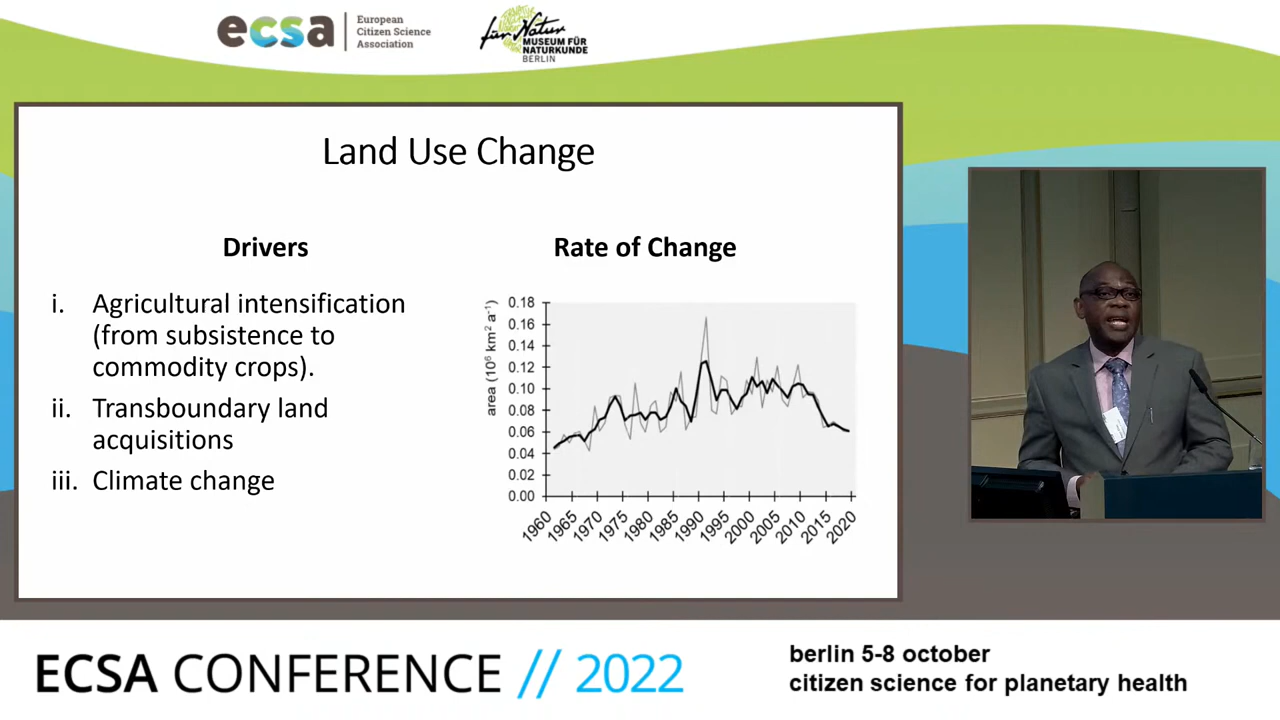 ecsa
European
Citizen Science
Association
für Natur
MUSEUM FÜR
NATURKUNDE
BERLIN
Land Use Change
Drivers
i. Agricultural intensification
(from subsistence to
commodity crops).
ii. Transboundary land
acquisitions
iii. Climate change
Rate of Change
area (10⁶ km² a⁻¹)
0.18
0.16
0.14
0.12
0.10
0.08
0.06
0.04
0.02
0.00
1960
1965
1970
1975
1980
1985
1990
1995
2000
2005
2010
2015
2020
ECSA CONFERENCE // 2022
berlin 5-8 october
citizen science for planetary health